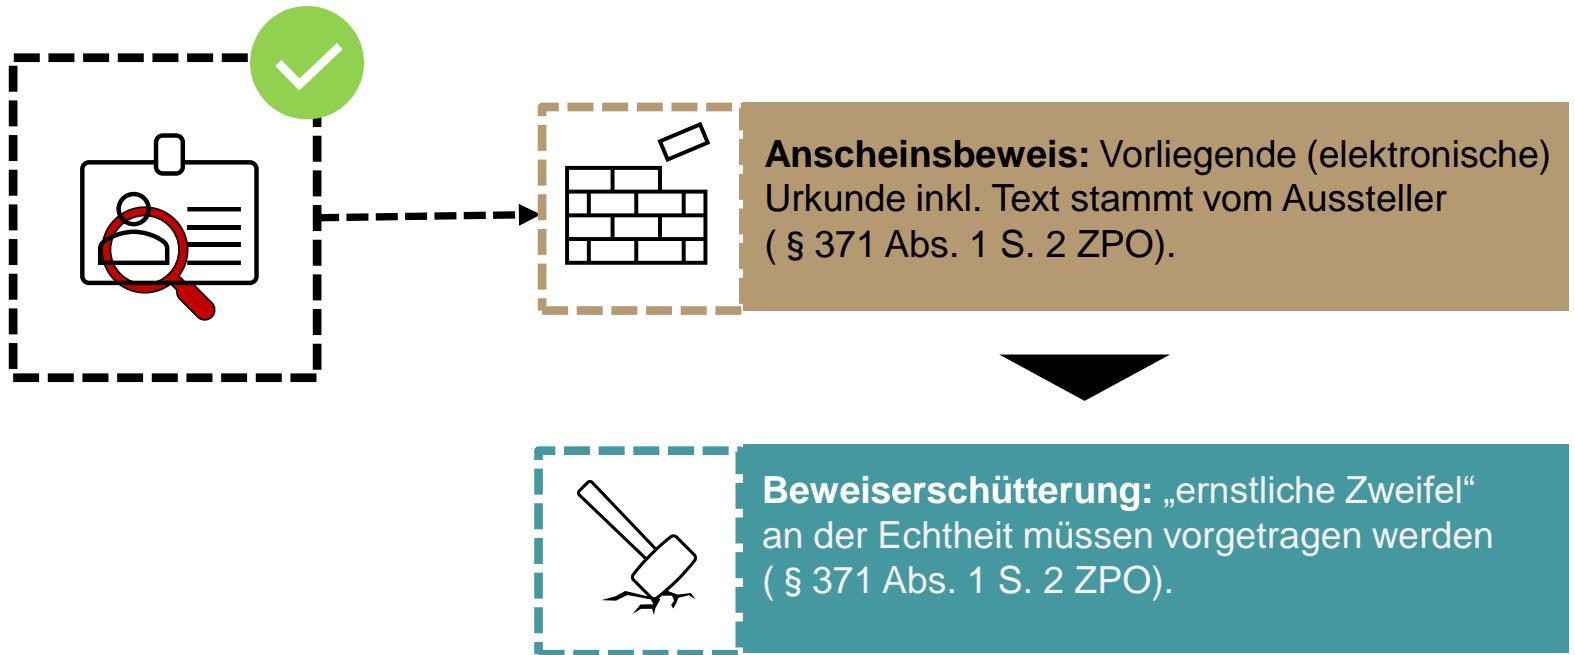 Anscheinsbeweis: Vorliegende (elektronische)
Urkunde inkl. Text stammt vom Aussteller
( § 371 Abs. 1 S. 2 ZPO).
Beweiserschütterung: „ernstliche Zweifel“
an der Echtheit müssen vorgetragen werden
( § 371 Abs. 1 S. 2 ZPO).